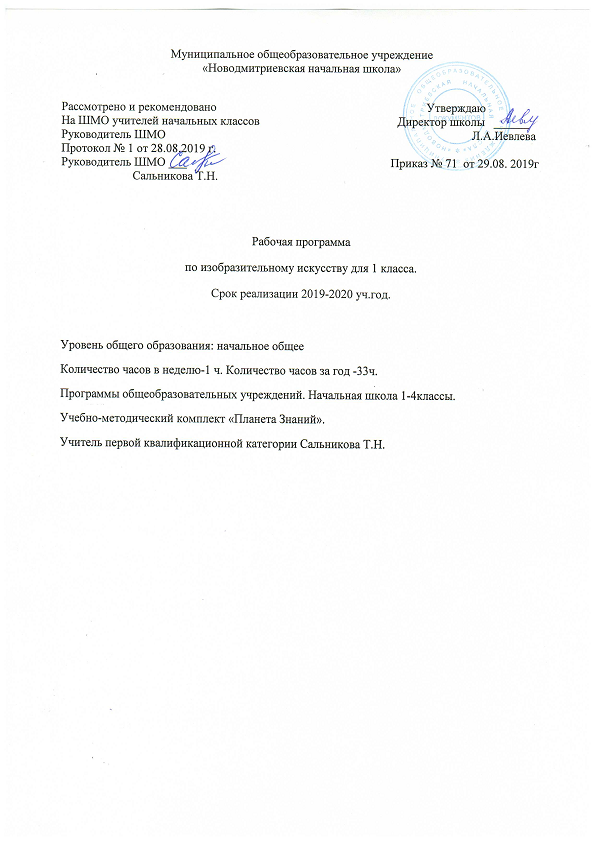 Муниципальное общеобразовательное учреждение
«Новодмитриевская начальная школа»
Рассмотрено и рекомендовано
На ШМО учителей начальных классов
Руководитель ШМО
Протокол № 1 от 28.08.2019 г.
Руководитель ШМО
Сальникова Т.Н.
Утверждаю
Директор школы
Л.А.Иевлева
Приказ № 71 от 29.08. 2019г
Рабочая программа
по изобразительному искусству для 1 класса.
Срок реализации 2019-2020 уч.год.
Уровень общего образования: начальное общее
Количество часов в неделю-1 ч. Количество часов за год -33ч.
Программы общеобразовательных учреждений. Начальная школа 1-4классы.
Учебно-методический комплект «Планета Знаний».
Учитель первой квалификационной категории Сальникова Т.Н.